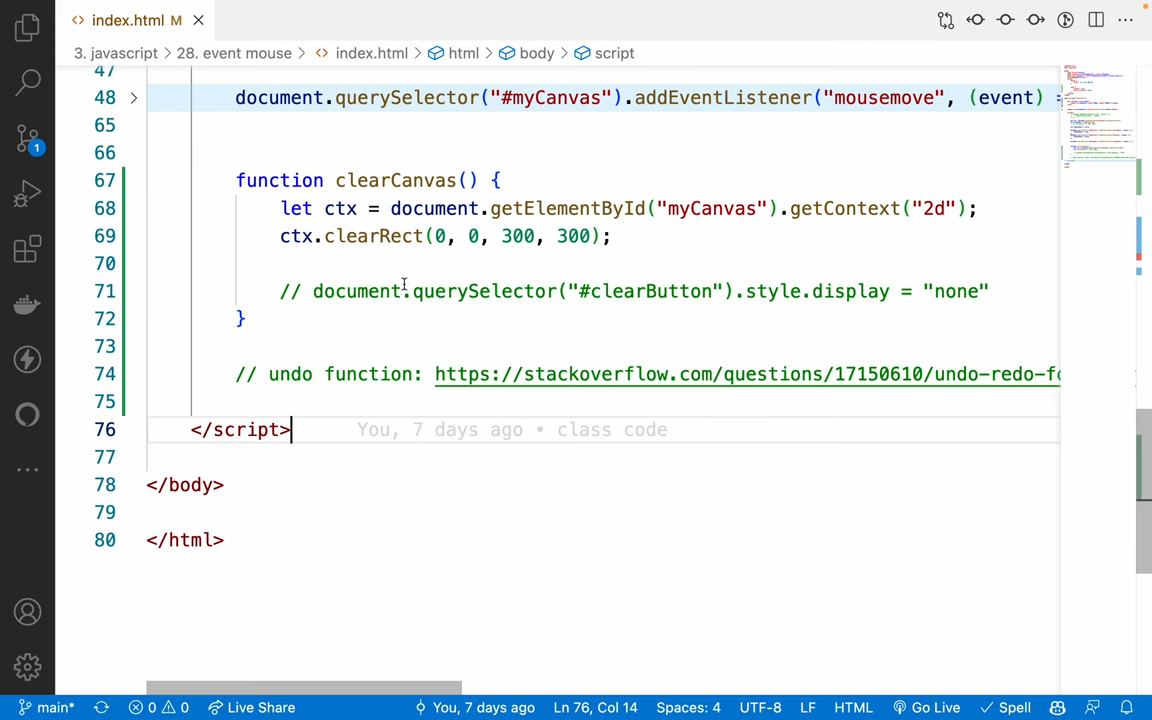 index.html M
3. javascript > 28. event mouse > index.html > html > body > script
47
48 document.querySelector("#myCanvas").addEventListener("mousemove", (event) =
65
66
67 function clearCanvas() {
68 let ctx = document.getElementById("myCanvas").getContext("2d");
69 ctx.clearRect(0, 0, 300, 300);
70
71 // document.querySelector("#clearButton").style.display = "none"
72 }
73
74 // undo function: https://stackoverflow.com/questions/17150610/undo-redo-fo
75
76 </script> You, 7 days ago • class code
77
78 </body>
79
80 </html>
1
main* 0 0 Live Share You, 7 days ago Ln 76, Col 14 Spaces: 4 UTF-8 LF HTML Go Live Spell